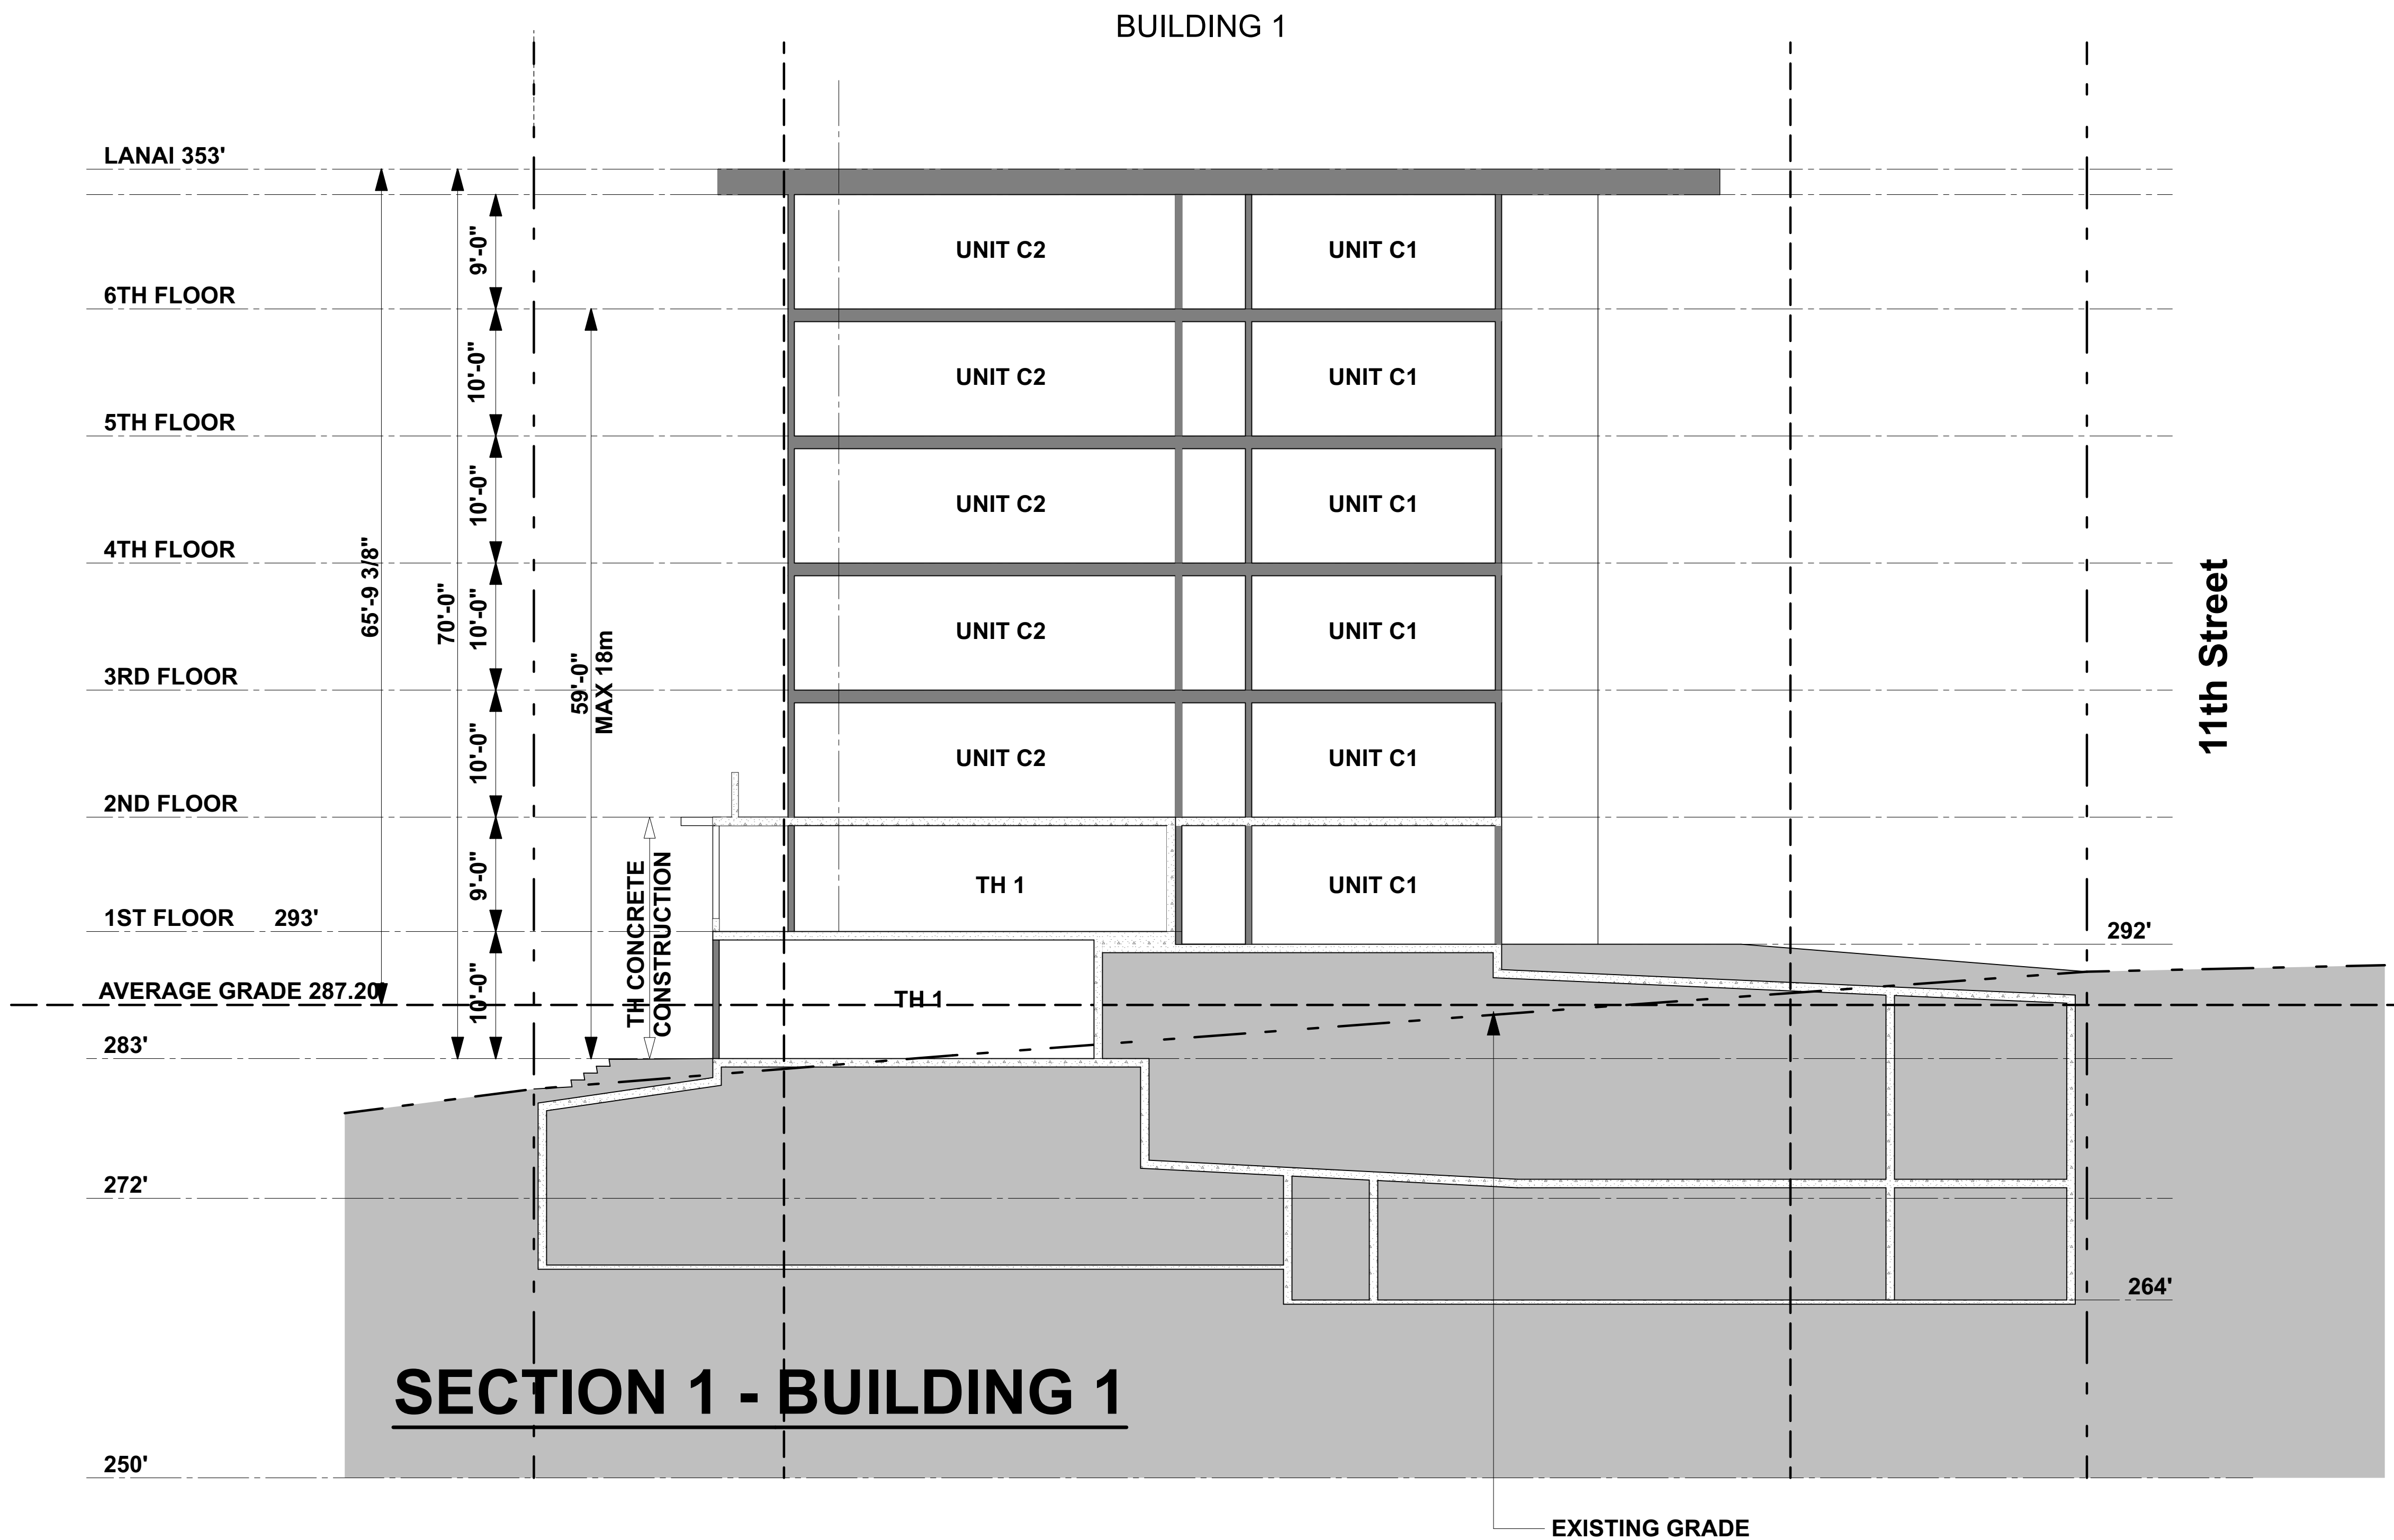 BUILDING 1
LANAI 353'
9'-0"
UNIT C2
UNIT C1
6TH FLOOR
10'-0"
UNIT C2
UNIT C1
5TH FLOOR
10'-0"
UNIT C2
UNIT C1
4TH FLOOR
65'-9 3/8"
70'-0"
10'-0"
UNIT C2
UNIT C1
11th Street
3RD FLOOR
59'-0"
MAX 18m
10'-0"
UNIT C2
UNIT C1
2ND FLOOR
9'-0"
TH CONCRETE
CONSTRUCTION
TH 1
UNIT C1
1ST FLOOR 293'
292'
AVERAGE GRADE 287.20'
10'-0"
TH 1
283'
272'
264'
SECTION 1 - BUILDING 1
250'
EXISTING GRADE